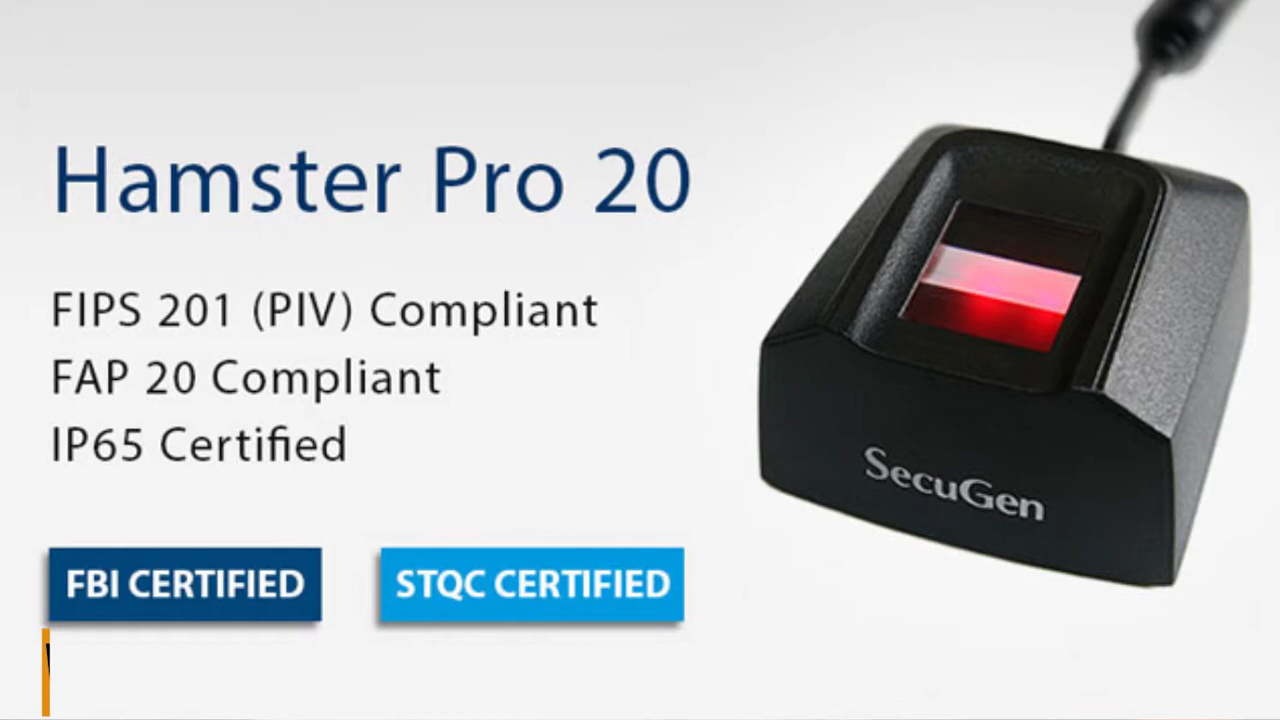 Hamster Pro 20
FIPS 201 (PIV) Compliant
FAP 20 Compliant
IP65 Certified
FBI CERTIFIED
STQC CERTIFIED
SecuGen